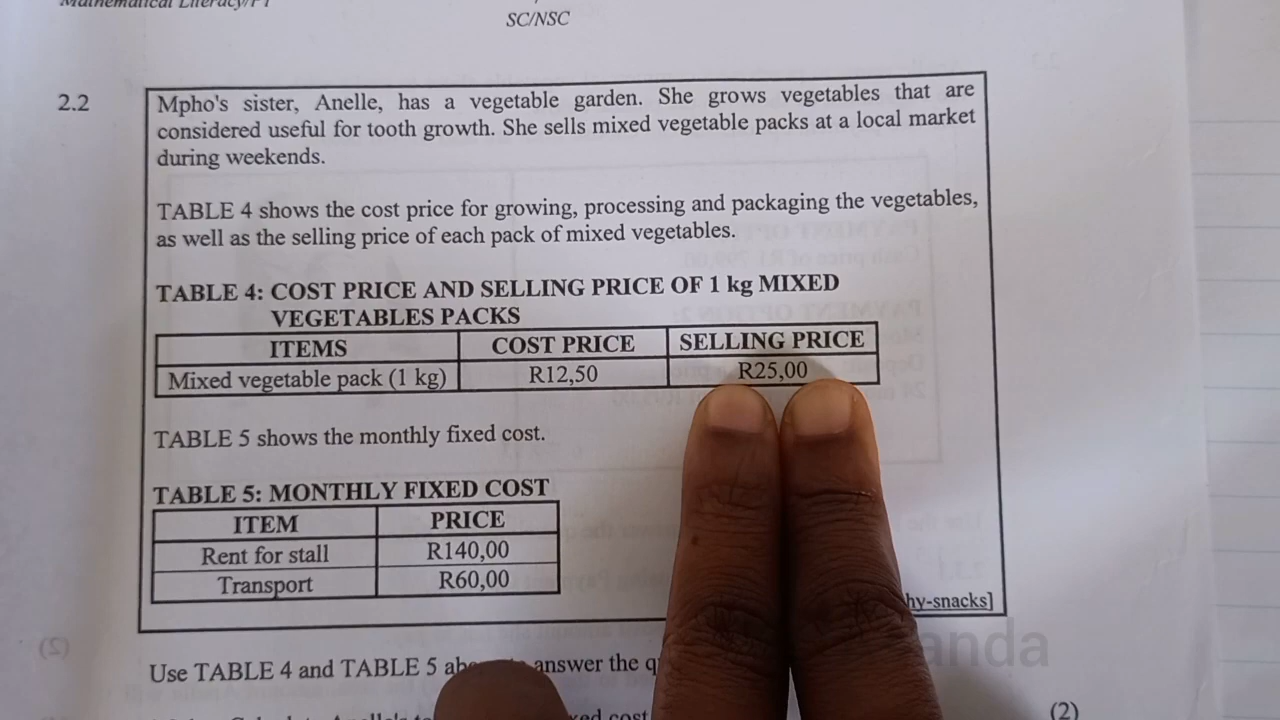 SC/NSC
2.2
Mpho's sister, Anelle, has a vegetable garden. She grows vegetables that are
considered useful for tooth growth. She sells mixed vegetable packs at a local market
during weekends.
TABLE 4 shows the cost price for growing, processing and packaging the vegetables,
as well as the selling price of each pack of mixed vegetables.
TABLE 4: COST PRICE AND SELLING PRICE OF 1 kg MIXED
VEGETABLES PACKS
ITEMS COST PRICE SELLING PRICE
Mixed vegetable pack (1 kg) R12,50 R25,00
TABLE 5 shows the monthly fixed cost.
TABLE 5: MONTHLY FIXED COST
ITEM PRICE
Rent for stall R140,00
Transport R60,00
hy-snacks]
Use TABLE 4 and TABLE 5 answer the
cost
(2)